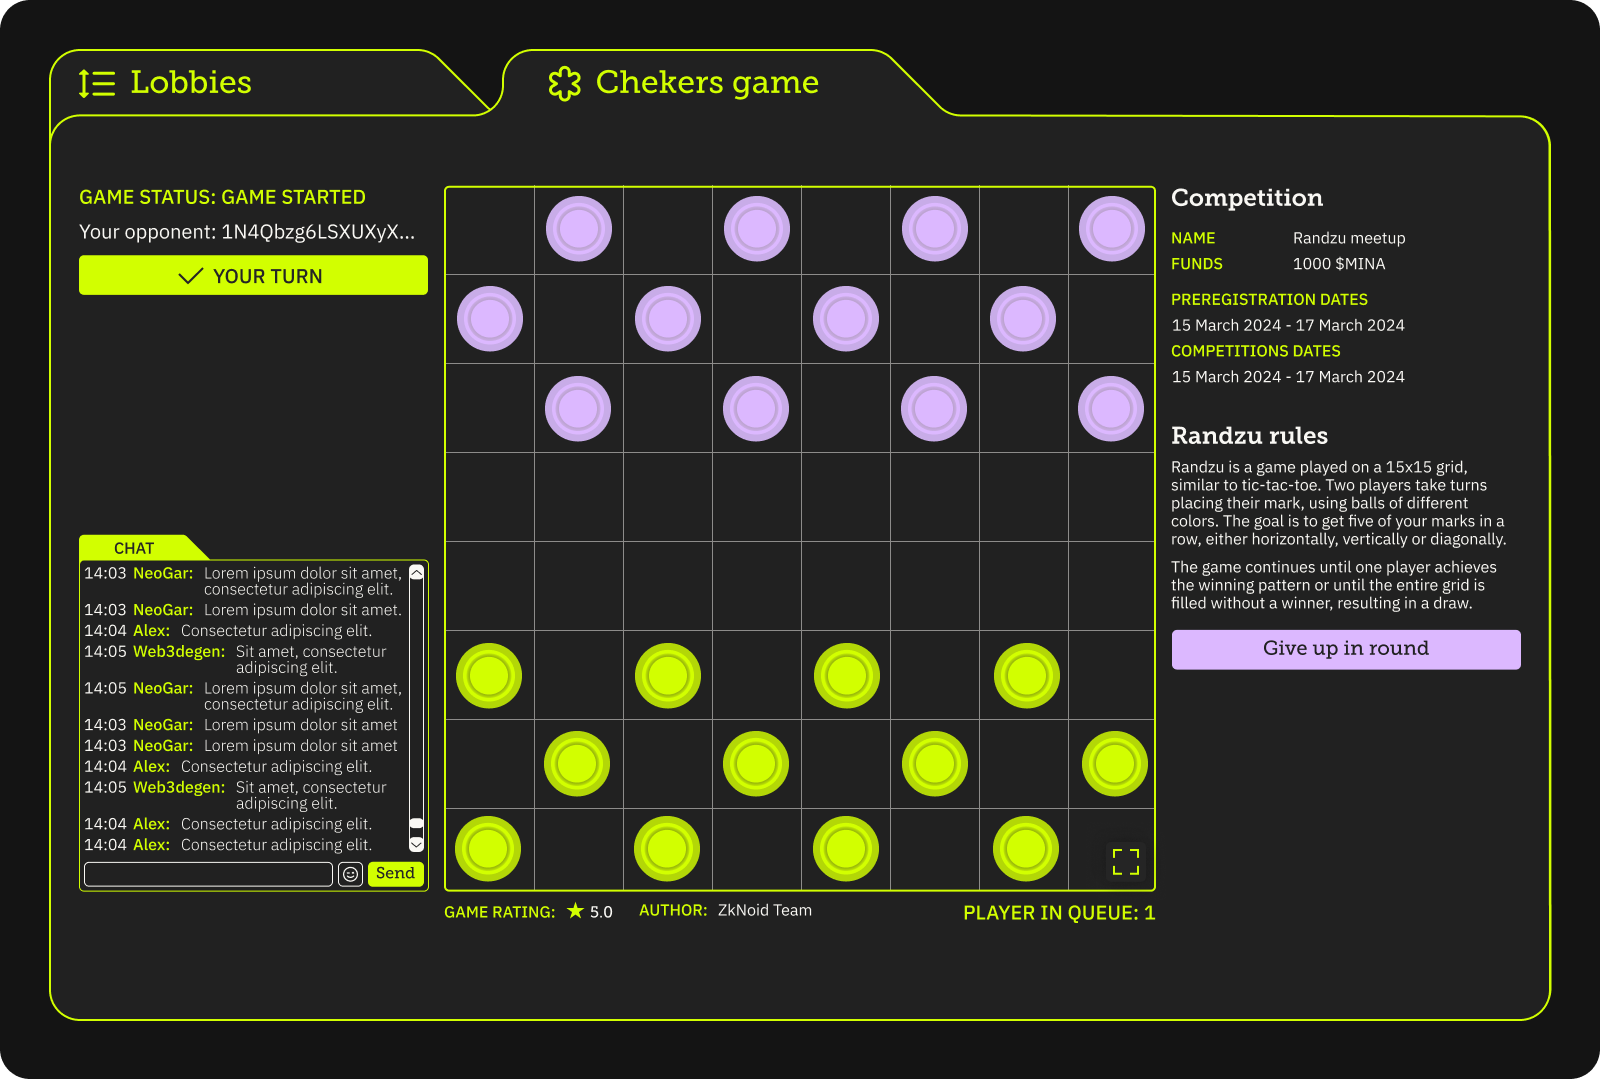 Lobbies
Chekers game
GAME STATUS: GAME STARTED
Your opponent: 1N4Qbzg6LSXUXyX...
YOUR TURN
CHAT
14:03 NeoGar: Lorem ipsum dolor sit amet,
consectetur adipiscing elit.
14:03 NeoGar: Lorem ipsum dolor sit amet.
14:04 Alex: Consectetur adipiscing elit.
14:05 Web3degen: Sit amet, consectetur
adipiscing elit.
14:05 NeoGar: Lorem ipsum dolor sit amet,
consectetur adipiscing elit.
14:03 NeoGar: Lorem ipsum dolor sit amet
14:03 NeoGar: Lorem ipsum dolor sit amet
14:04 Alex: Consectetur adipiscing elit.
14:05 Web3degen: Sit amet, consectetur
adipiscing elit.
14:04 Alex: Consectetur adipiscing elit.
14:04 Alex: Consectetur adipiscing elit.
Send
GAME RATING: ★ 5.0
AUTHOR: ZkNoid Team
PLAYER IN QUEUE: 1
Competition
NAME Randzu meetup
FUNDS 1000 $MINA
PREREGISTRATION DATES
15 March 2024 - 17 March 2024
COMPETITIONS DATES
15 March 2024 - 17 March 2024
Randzu rules
Randzu is a game played on a 15x15 grid,
similar to tic-tac-toe. Two players take turns
placing their mark, using balls of different
colors. The goal is to get five of your marks in a
row, either horizontally, vertically or diagonally.
The game continues until one player achieves
the winning pattern or until the entire grid is
filled without a winner, resulting in a draw.
Give up in round